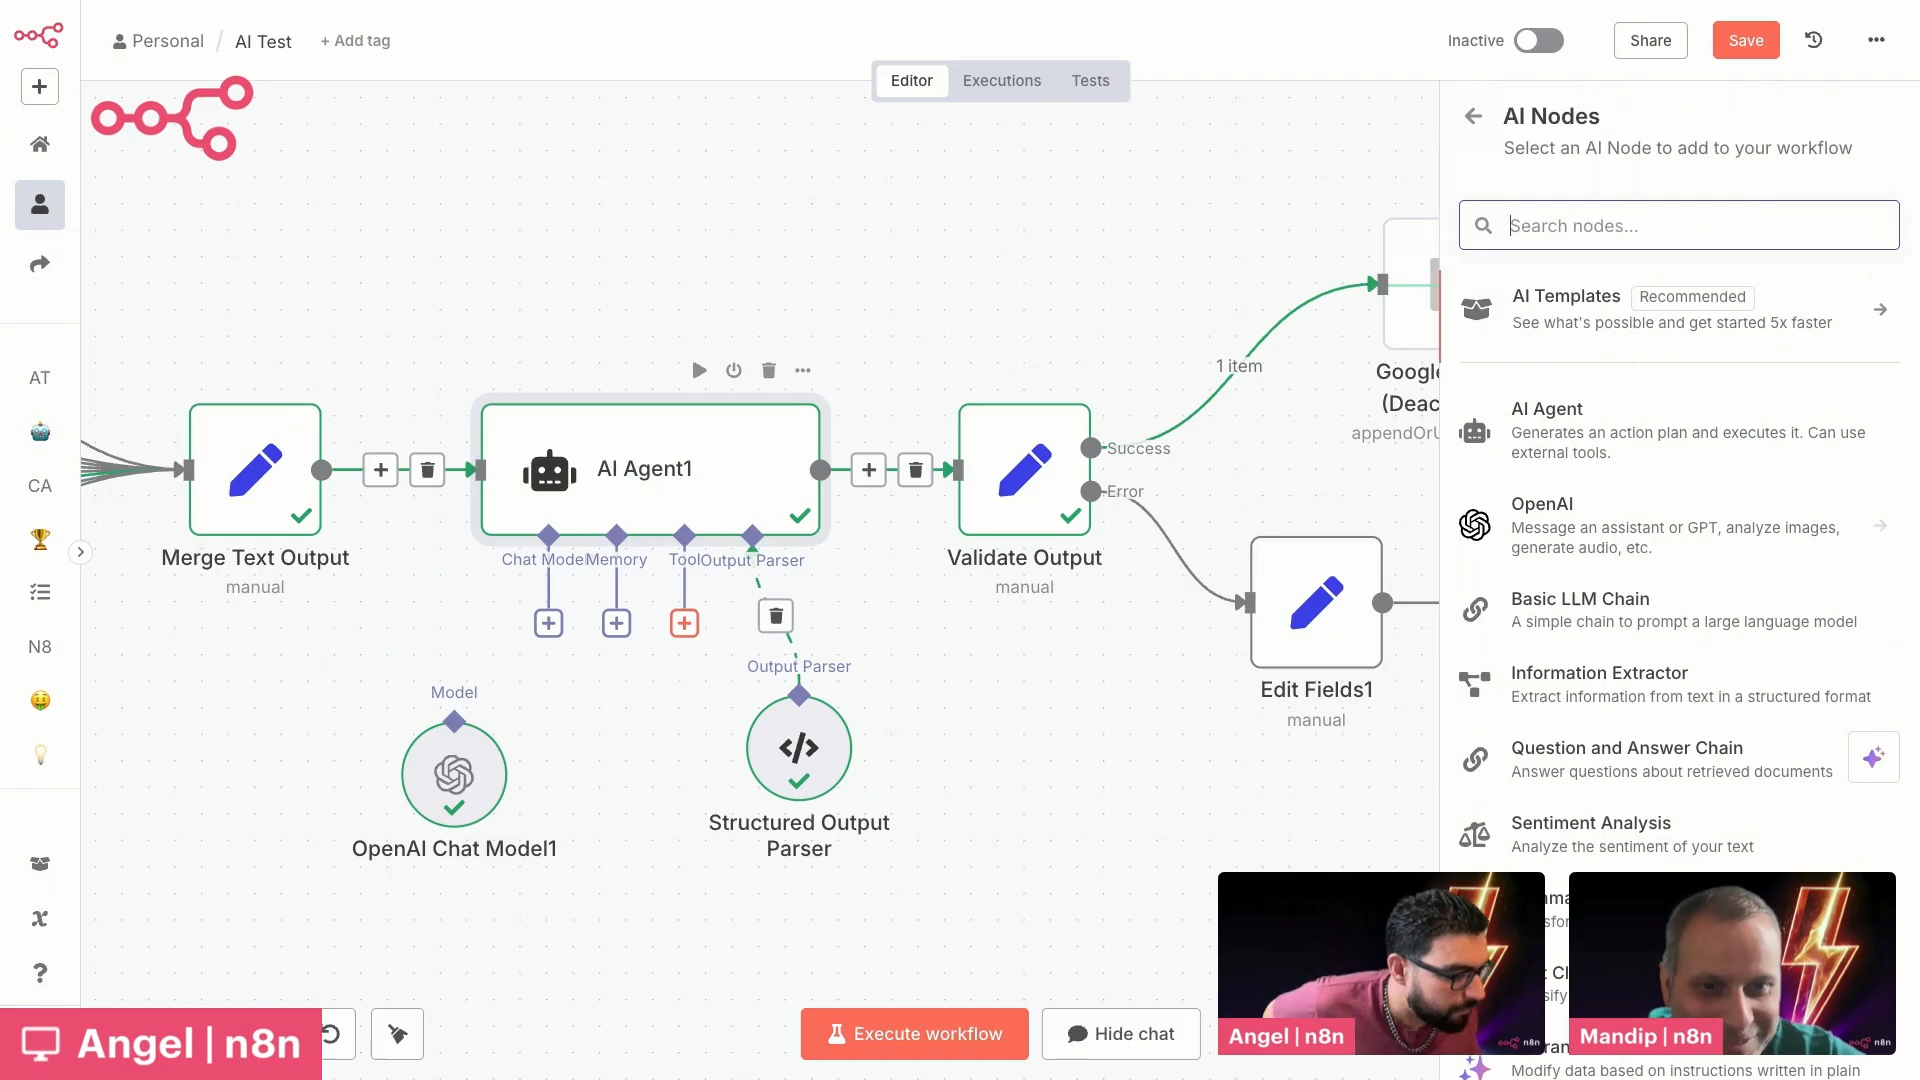 Personal / AI Test + Add tag
Inactive
Share
Save
Editor Executions Tests
AI Nodes
Select an AI Node to add to your workflow
Search nodes...
AI Templates Recommended
See what's possible and get started 5x faster
AI Agent
Generates an action plan and executes it. Can use
external tools.
OpenAI
Message an assistant or GPT, analyze images,
generate audio, etc.
Basic LLM Chain
A simple chain to prompt a large language model
Information Extractor
Extract information from text in a structured format
Question and Answer Chain
Answer questions about retrieved documents
Sentiment Analysis
Analyze the sentiment of your text
Modify data based on instructions written in plain
AT
CA
N8
1 item
Google
(Deac
appendOrU
Merge Text Output
manual
AI Agent1
Chat Model
Memory
Tool
Output Parser
Validate Output
manual
Success
Error
Edit Fields1
manual
Output Parser
Model
OpenAI Chat Model1
Structured Output
Parser
Execute workflow
Hide chat
Angel | n8n
Angel | n8n
n8n
Mandip | n8n
n8n